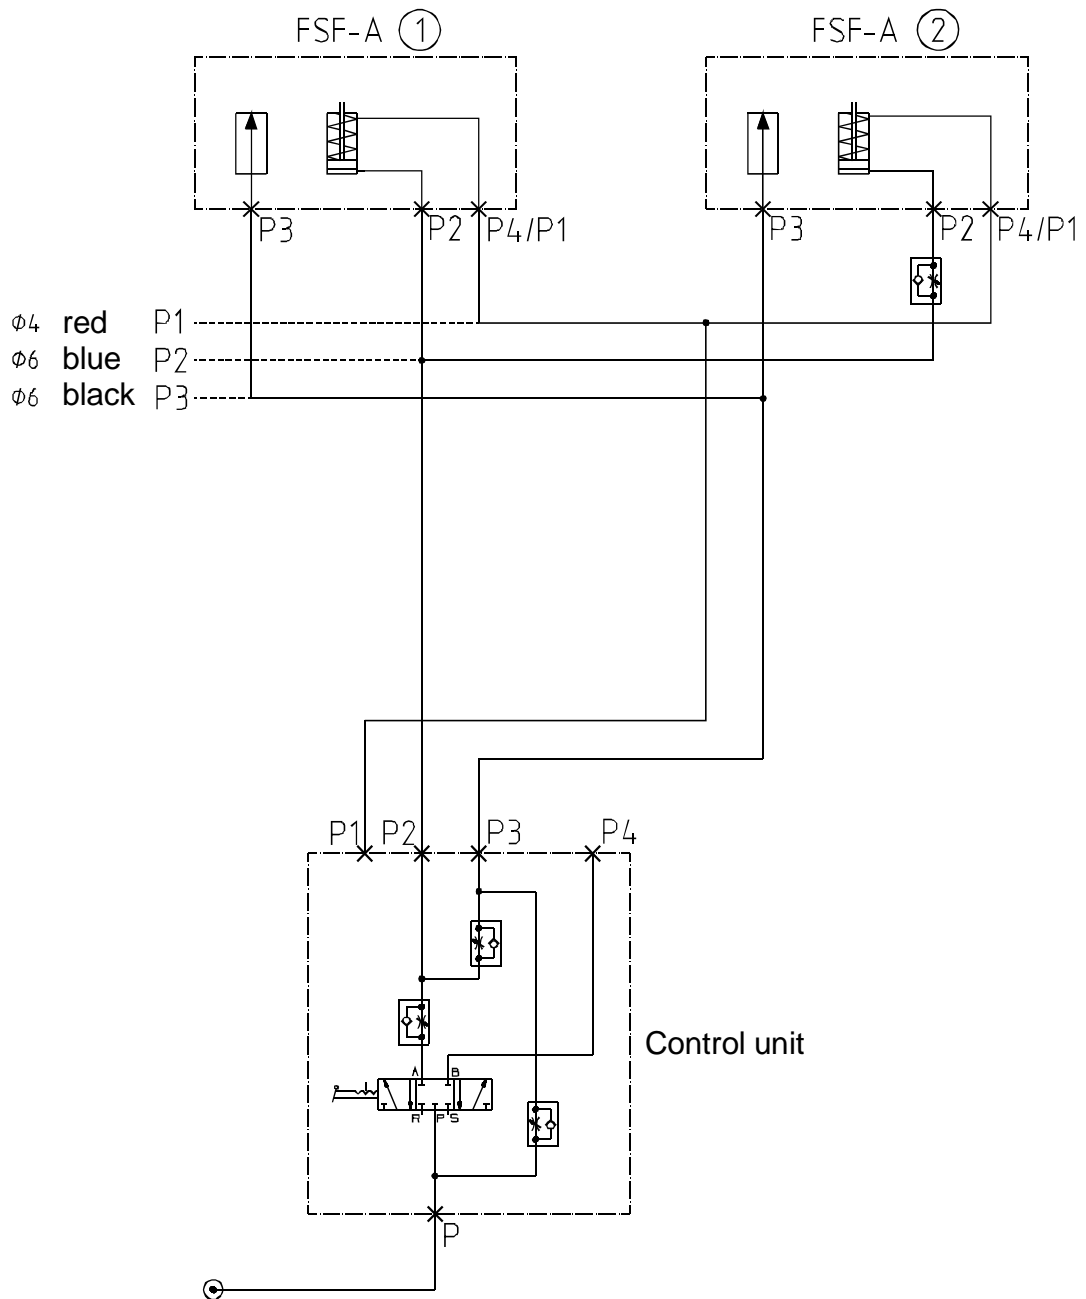 FSF-A 1 FSF-A 2
P3 P2 P4/P1 P3 P2 P4/P1
φ4 red P1
φ6 blue P2
φ6 black P3
P1 P2 P3 P4
Control unit
A B
R P S
P